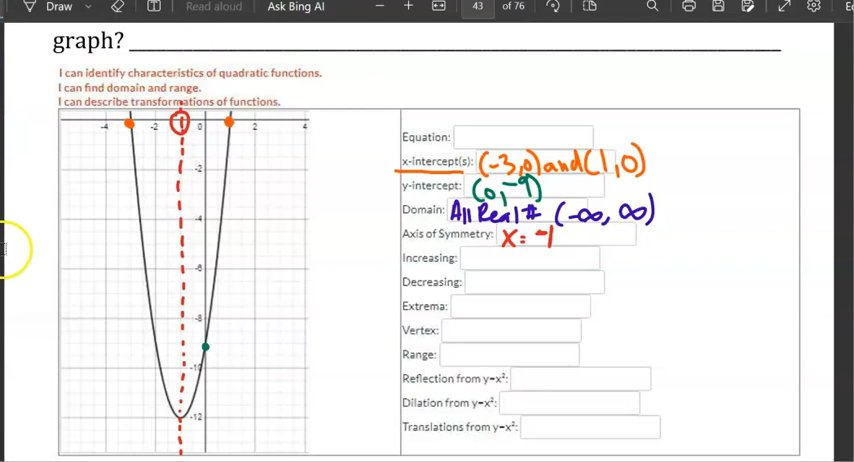 Draw Read aloud Ask Bing AI 43 of 76
graph?
I can identify characteristics of quadratic functions.
I can find domain and range.
I can describe transformations of functions.
-4 -2 0 2 4
-2
-4
-6
-8
-10
-12
1
Equation:
x-intercept(s): (-3,0) and (1,0)
y-intercept: (0,-9)
Domain: All Real # (-∞, ∞)
Axis of Symmetry: x = -1
Increasing:
Decreasing:
Extrema:
Vertex:
Range:
Reflection from y=x²:
Dilation from y=x²:
Translations from y=x²: